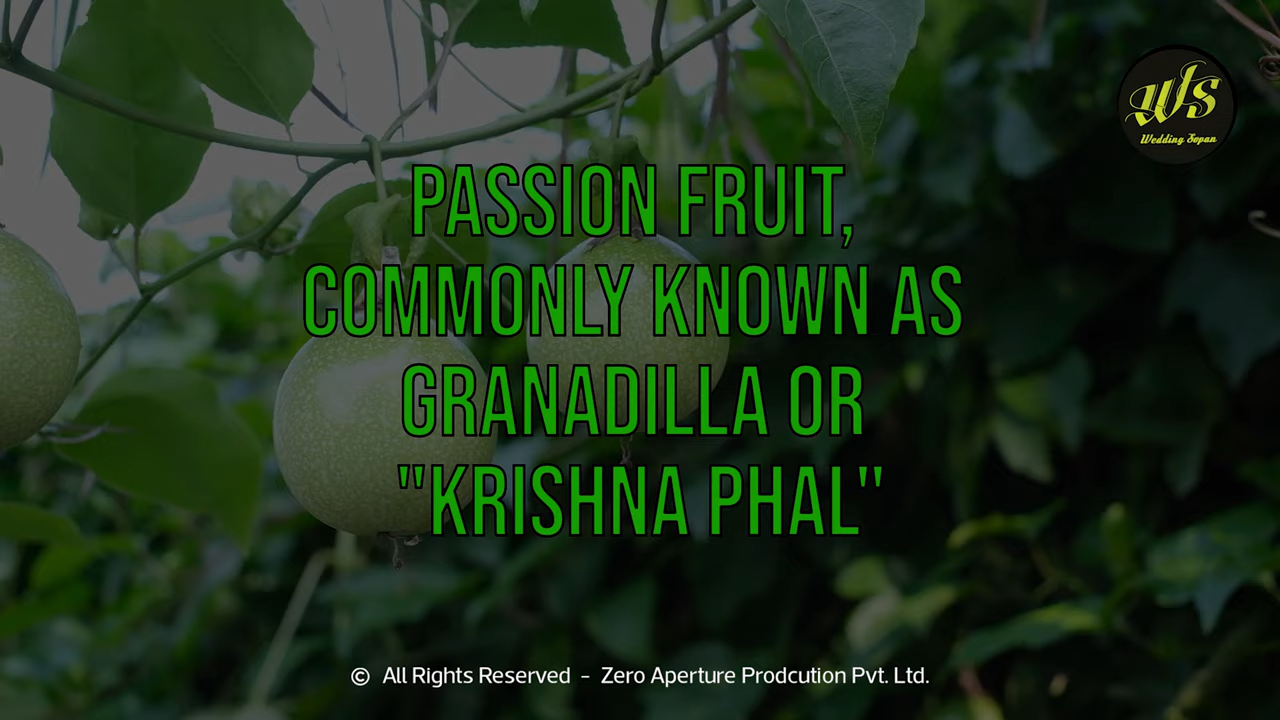 WS
Wedding Sopan
PASSION FRUIT,
COMMONLY KNOWN AS
GRANADILLA OR
"KRISHNA PHAL"
© All Rights Reserved - Zero Aperture Prodcution Pvt. Ltd.